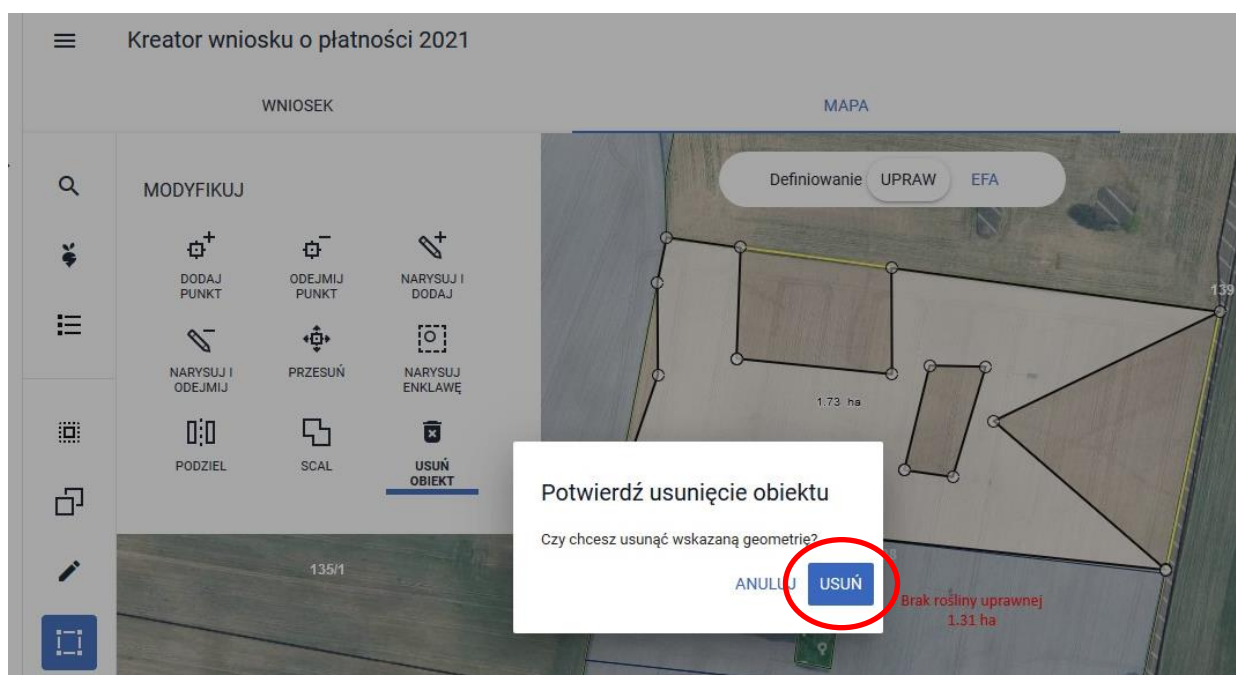 Kreator wniosku o płatności 2021
WNIOSEK
MAPA
MODYFIKUJ
Definiowanie UPRAW EFA
DODAJ
PUNKT
ODEJMIJ
PUNKT
NARYSUJ I
DODAJ
NARYSUJ I
ODEJMIJ
PRZESUŃ
NARYSUJ
ENKLAWĘ
PODZIEL
SCAL
USUŃ
OBIEKT
139
1.73 ha
Potwierdź usunięcie obiektu
Czy chcesz usunąć wskazaną geometrię?
ANULUJ USUŃ
135/1
Brak rośliny uprawnej
1.31 ha